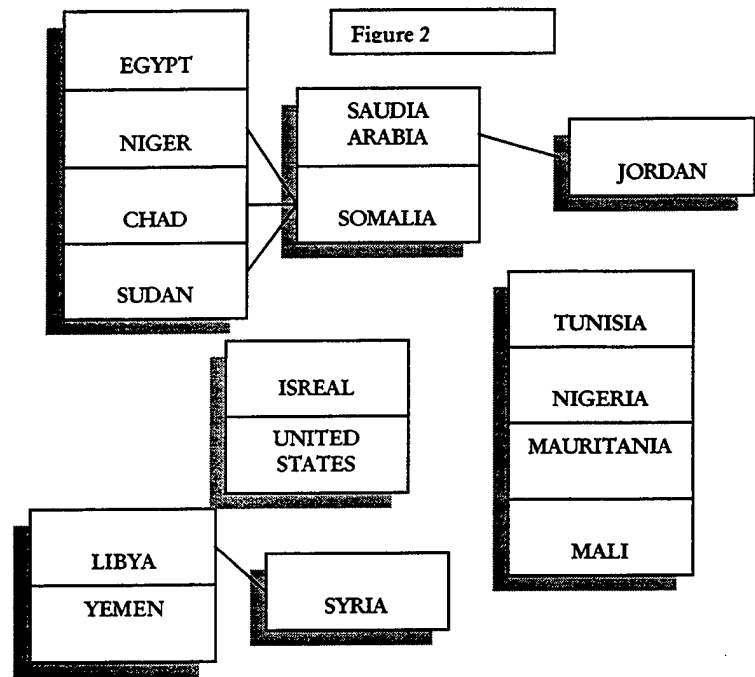 Figure 2
EGYPT
NIGER
CHAD
SUDAN
SAUDIA
ARABIA
SOMALIA
JORDAN
TUNISIA
NIGERIA
MAURITANIA
MALI
ISREAL
UNITED
STATES
LIBYA
YEMEN
SYRIA